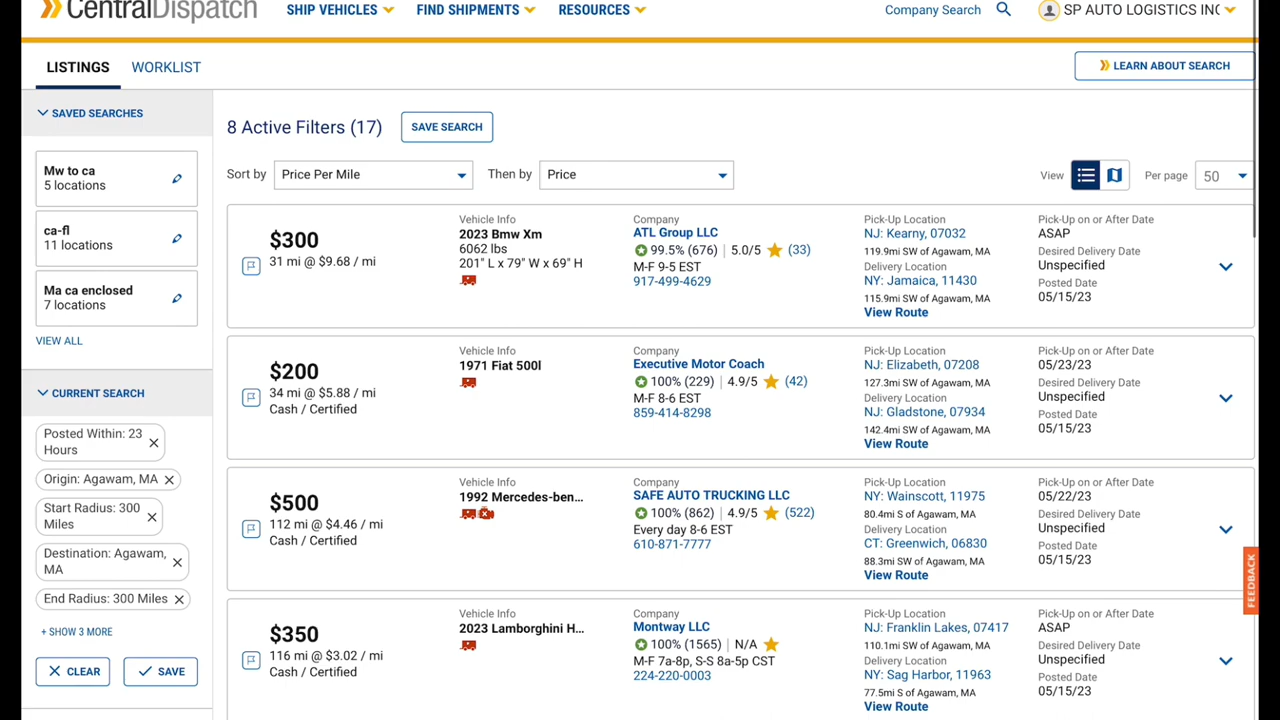 CentralDispatch
SHIP VEHICLES
FIND SHIPMENTS
RESOURCES
Company Search
SP AUTO LOGISTICS INC
LISTINGS
WORKLIST
LEARN ABOUT SEARCH
SAVED SEARCHES
Mw to ca
5 locations
ca-fl
11 locations
Ma ca enclosed
7 locations
VIEW ALL
CURRENT SEARCH
Posted Within: 23
Hours
Origin: Agawam, MA
Start Radius: 300
Miles
Destination: Agawam,
MA
End Radius: 300 Miles
+ SHOW 3 MORE
CLEAR
SAVE
8 Active Filters (17)
SAVE SEARCH
Sort by
Price Per Mile
Then by
Price
View
Per page
50
$300
31 mi @ $9.68 / mi
Vehicle Info
2023 Bmw Xm
6062 lbs
201" L x 79" W x 69" H
Company
ATL Group LLC
99.5% (676) | 5.0/5 (33)
M-F 9-5 EST
917-499-4629
Pick-Up Location
NJ: Kearny, 07032
119.9mi SW of Agawam, MA
Delivery Location
NY: Jamaica, 11430
115.9mi SW of Agawam, MA
View Route
Pick-Up on or After Date
ASAP
Desired Delivery Date
Unspecified
Posted Date
05/15/23
$200
34 mi @ $5.88 / mi
Cash / Certified
Vehicle Info
1971 Fiat 500l
Company
Executive Motor Coach
100% (229) | 4.9/5 (42)
M-F 8-6 EST
859-414-8298
Pick-Up Location
NJ: Elizabeth, 07208
127.3mi SW of Agawam, MA
Delivery Location
NJ: Gladstone, 07934
142.4mi SW of Agawam, MA
View Route
Pick-Up on or After Date
05/23/23
Desired Delivery Date
Unspecified
Posted Date
05/15/23
$500
112 mi @ $4.46 / mi
Cash / Certified
Vehicle Info
1992 Mercedes-ben...
Company
SAFE AUTO TRUCKING LLC
100% (862) | 4.9/5 (522)
Every day 8-6 EST
610-871-7777
Pick-Up Location
NY: Wainscott, 11975
80.4mi S of Agawam, MA
Delivery Location
CT: Greenwich, 06830
88.3mi SW of Agawam, MA
View Route
Pick-Up on or After Date
05/22/23
Desired Delivery Date
Unspecified
Posted Date
05/15/23
$350
116 mi @ $3.02 / mi
Cash / Certified
Vehicle Info
2023 Lamborghini H...
Company
Montway LLC
100% (1565) | N/A
M-F 7a-8p, S-S 8a-5p CST
224-220-0003
Pick-Up Location
NJ: Franklin Lakes, 07417
110.1mi SW of Agawam, MA
Delivery Location
NY: Sag Harbor, 11963
77.5mi S of Agawam, MA
View Route
Pick-Up on or After Date
ASAP
Desired Delivery Date
Unspecified
Posted Date
05/15/23
FEEDBACK